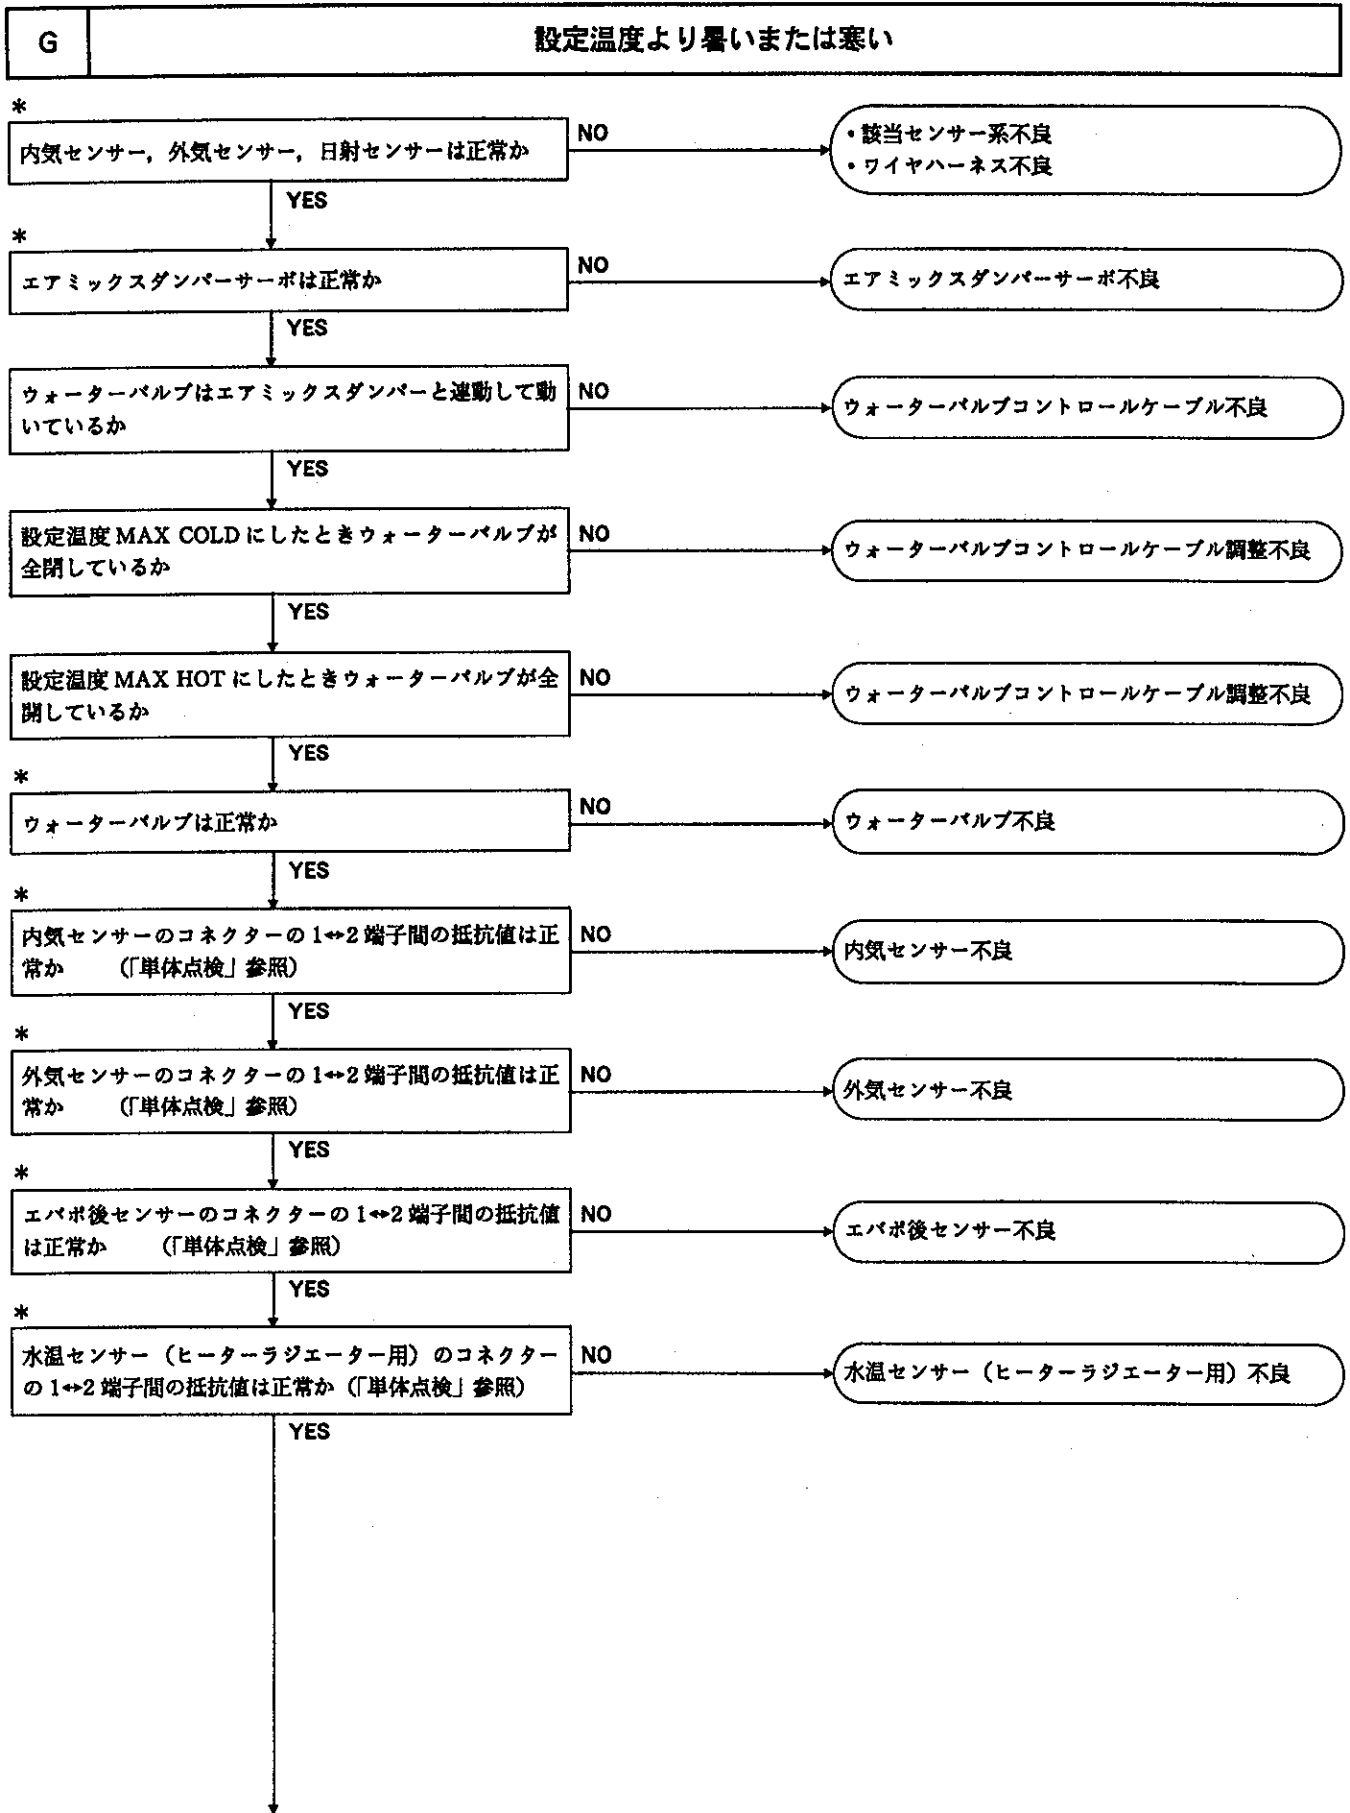 G
設定温度より暑いまたは寒い
*
内気センサー，外気センサー，日射センサーは正常か
NO
・該当センサー系不良
・ワイヤハーネス不良
YES
*
エアミックスダンパーサーボは正常か
NO
エアミックスダンパーサーボ不良
YES
ウォーターバルブはエアミックスダンパーと連動して動
いているか
NO
ウォーターバルブコントロールケーブル不良
YES
設定温度 MAX COLD にしたときウォーターバルブが
全閉しているか
NO
ウォーターバルブコントロールケーブル調整不良
YES
設定温度 MAX HOT にしたときウォーターバルブが全
開しているか
NO
ウォーターバルブコントロールケーブル調整不良
YES
*
ウォーターバルブは正常か
NO
ウォーターバルブ不良
YES
*
内気センサーのコネクターの 1↔2 端子間の抵抗値は正
常か （「単体点検」参照）
NO
内気センサー不良
YES
*
外気センサーのコネクターの 1↔2 端子間の抵抗値は正
常か （「単体点検」参照）
NO
外気センサー不良
YES
*
エバポ後センサーのコネクターの 1↔2 端子間の抵抗値
は正常か （「単体点検」参照）
NO
エバポ後センサー不良
YES
*
水温センサー（ヒーターラジエーター用）のコネクター
の 1↔2 端子間の抵抗値は正常か（「単体点検」参照）
NO
水温センサー（ヒーターラジエーター用）不良
YES